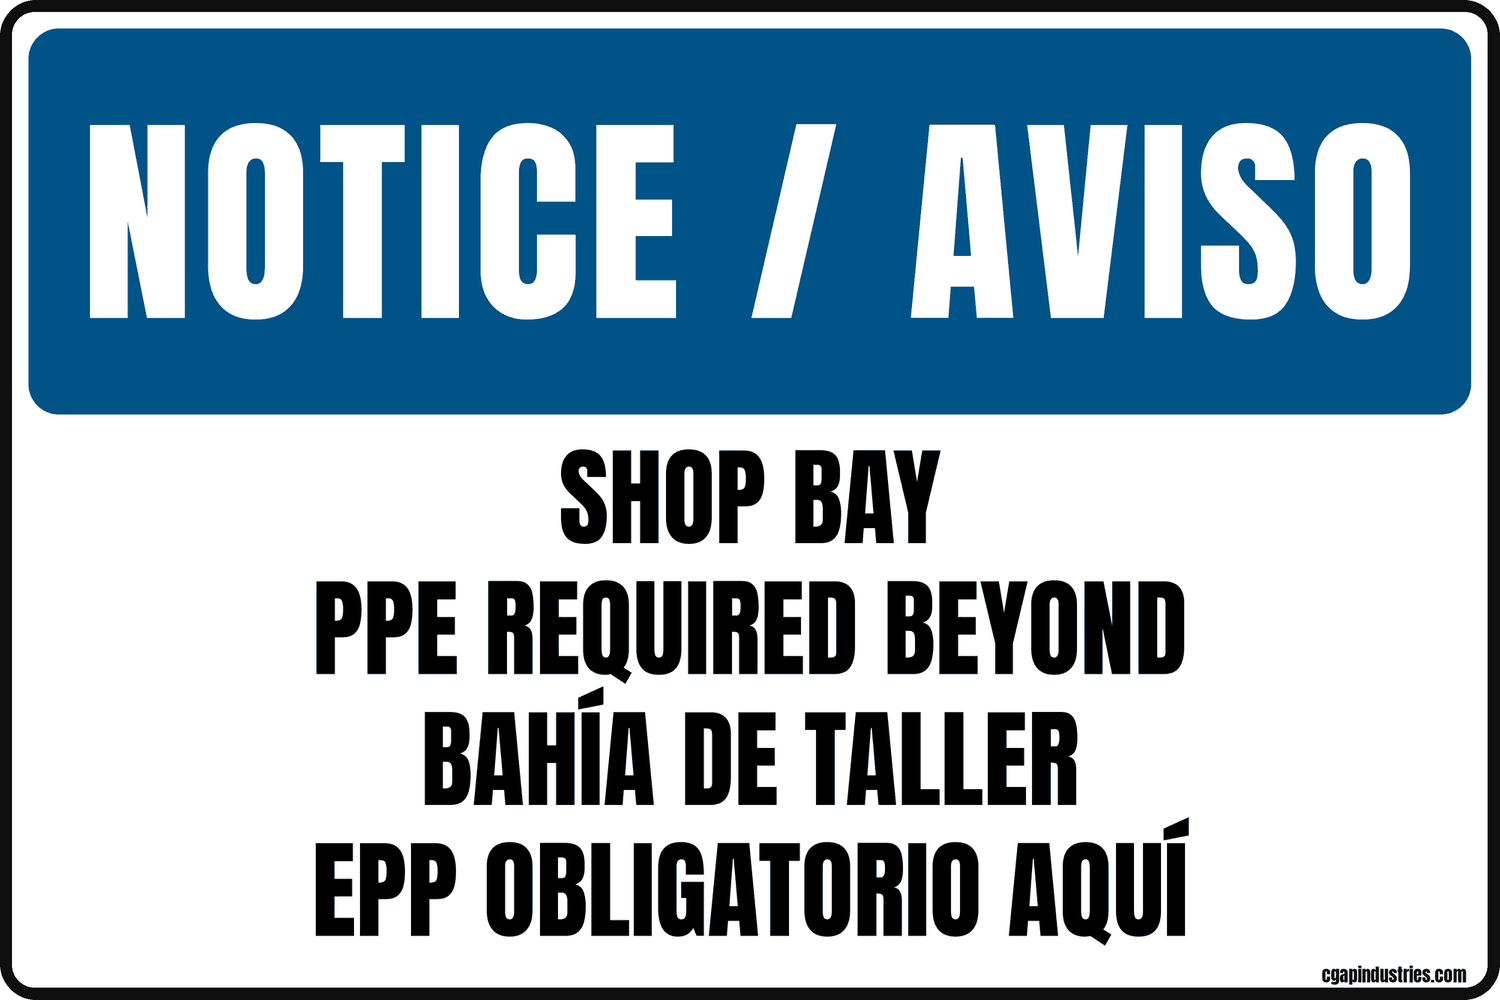 NOTICE / AVISO
SHOP BAY
PPE REQUIRED BEYOND
BAHÍA DE TALLER
EPP OBLIGATORIO AQUÍ
cgapindustries.com